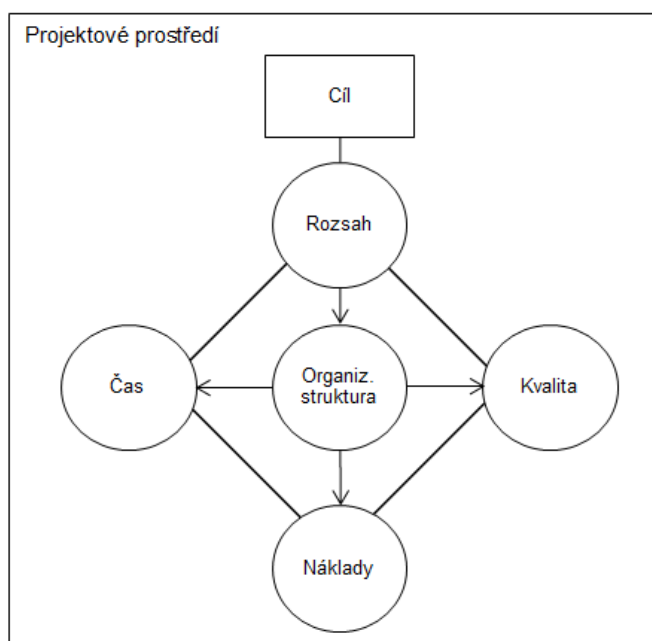 Projektové prostředí
Cíl
Rozsah
Čas
Organiz.
struktura
Kvalita
Náklady